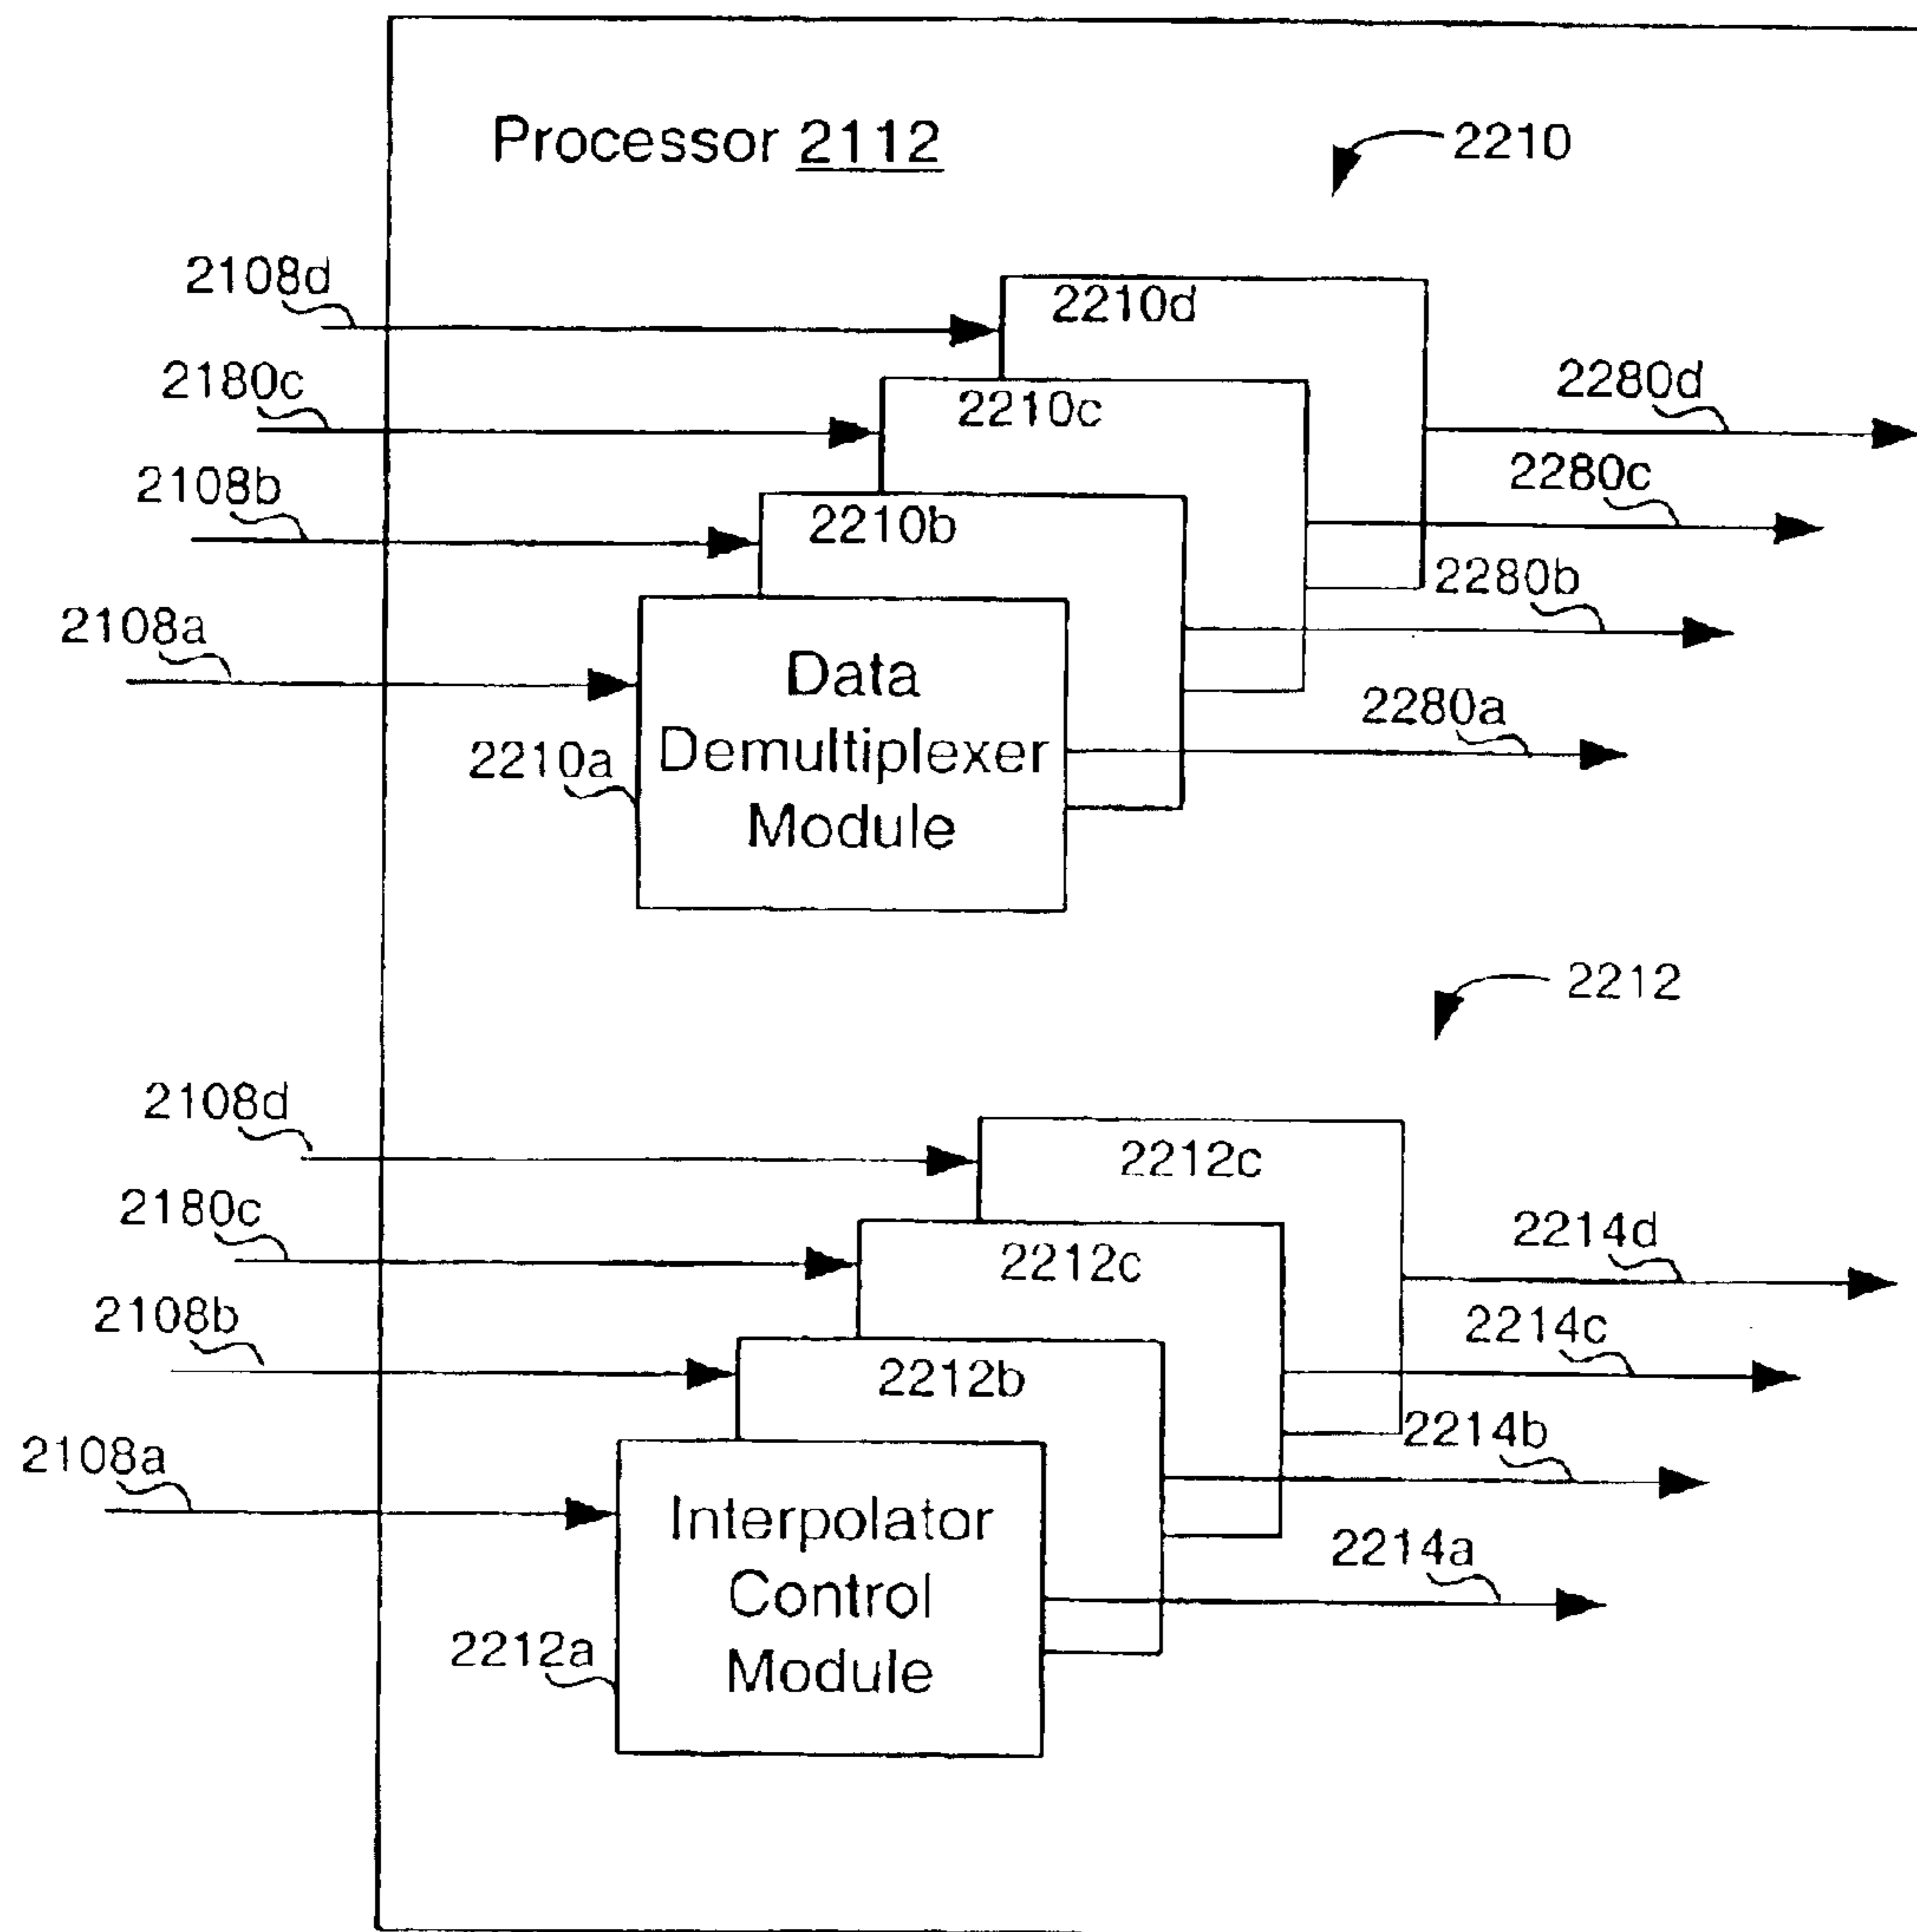 Processor 2112
2210
2108d
2210d
2180c
2210c
2280d
2108b
2210b
2280c
2280b
2108a
Data
Demultiplexer
Module
2280a
2210a
2212
2108d
2212c
2180c
2212c
2214d
2108b
2212b
2214c
2214b
2108a
Interpolator
Control
Module
2214a
2212a